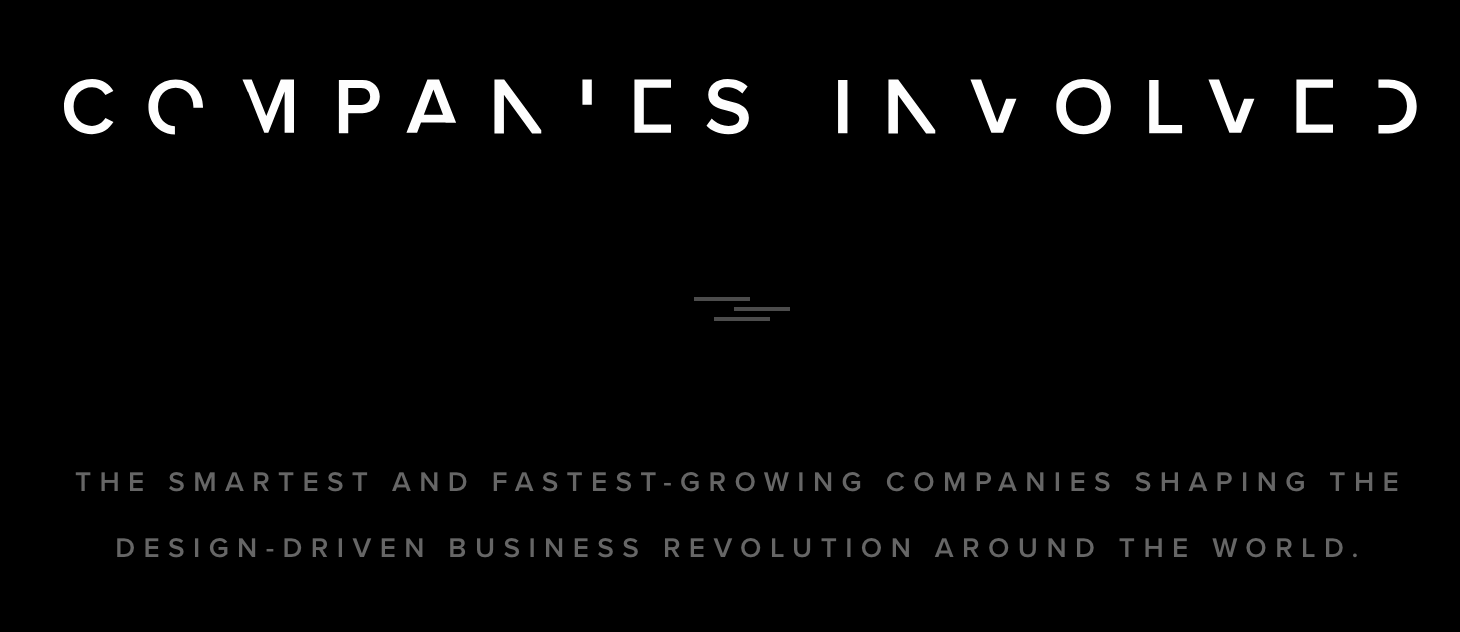 COMPANIES INVOLVED
THE SMARTEST AND FASTEST-GROWING COMPANIES SHAPING THE
DESIGN-DRIVEN BUSINESS REVOLUTION AROUND THE WORLD.